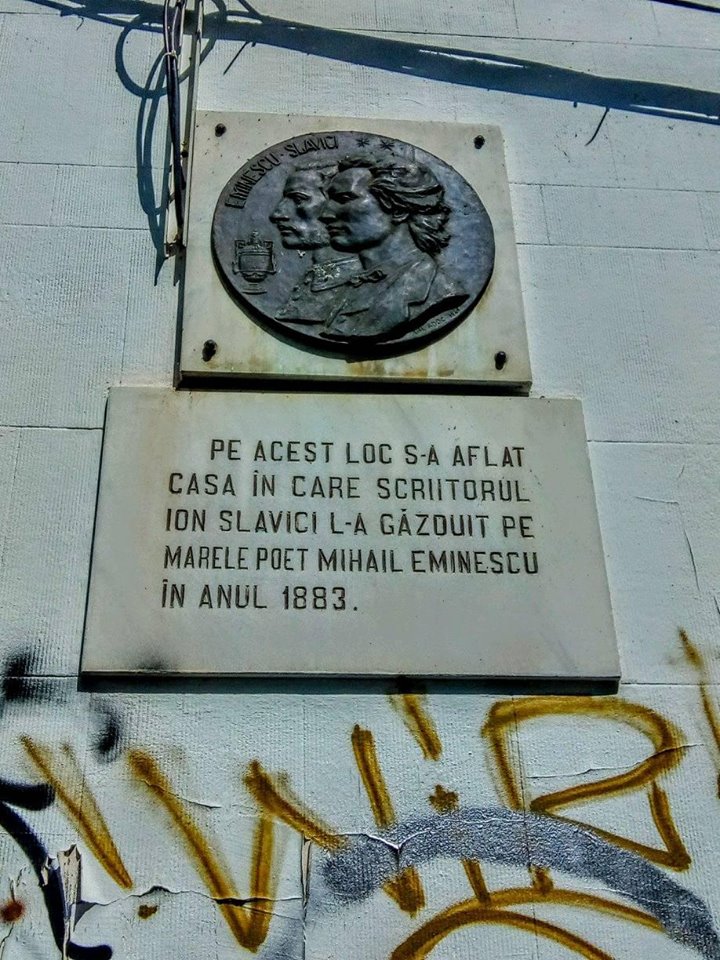 EMINESCU · SLAVICI
PE ACEST LOC S-A AFLAT
CASA ÎN CARE SCRIITORUL
ION SLAVICI L-A GĂZDUIT PE
MARELE POET MIHAIL EMINESCU
ÎN ANUL 1883.